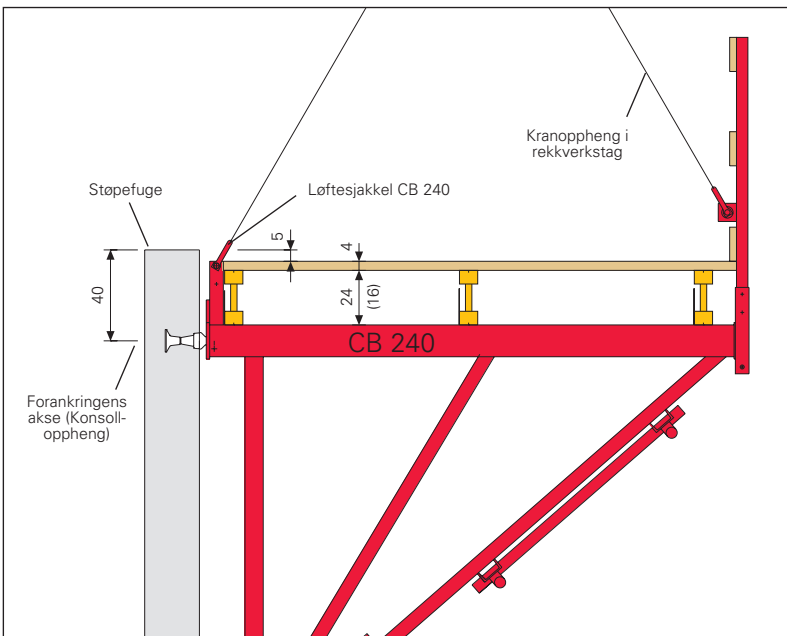 Kranoppheng i
rekkverkstag
Støpefuge
Løftesjakkel CB 240
5
4
40
24
(16)
CB 240
Forankringens
akse (Konsoll-
oppheng)